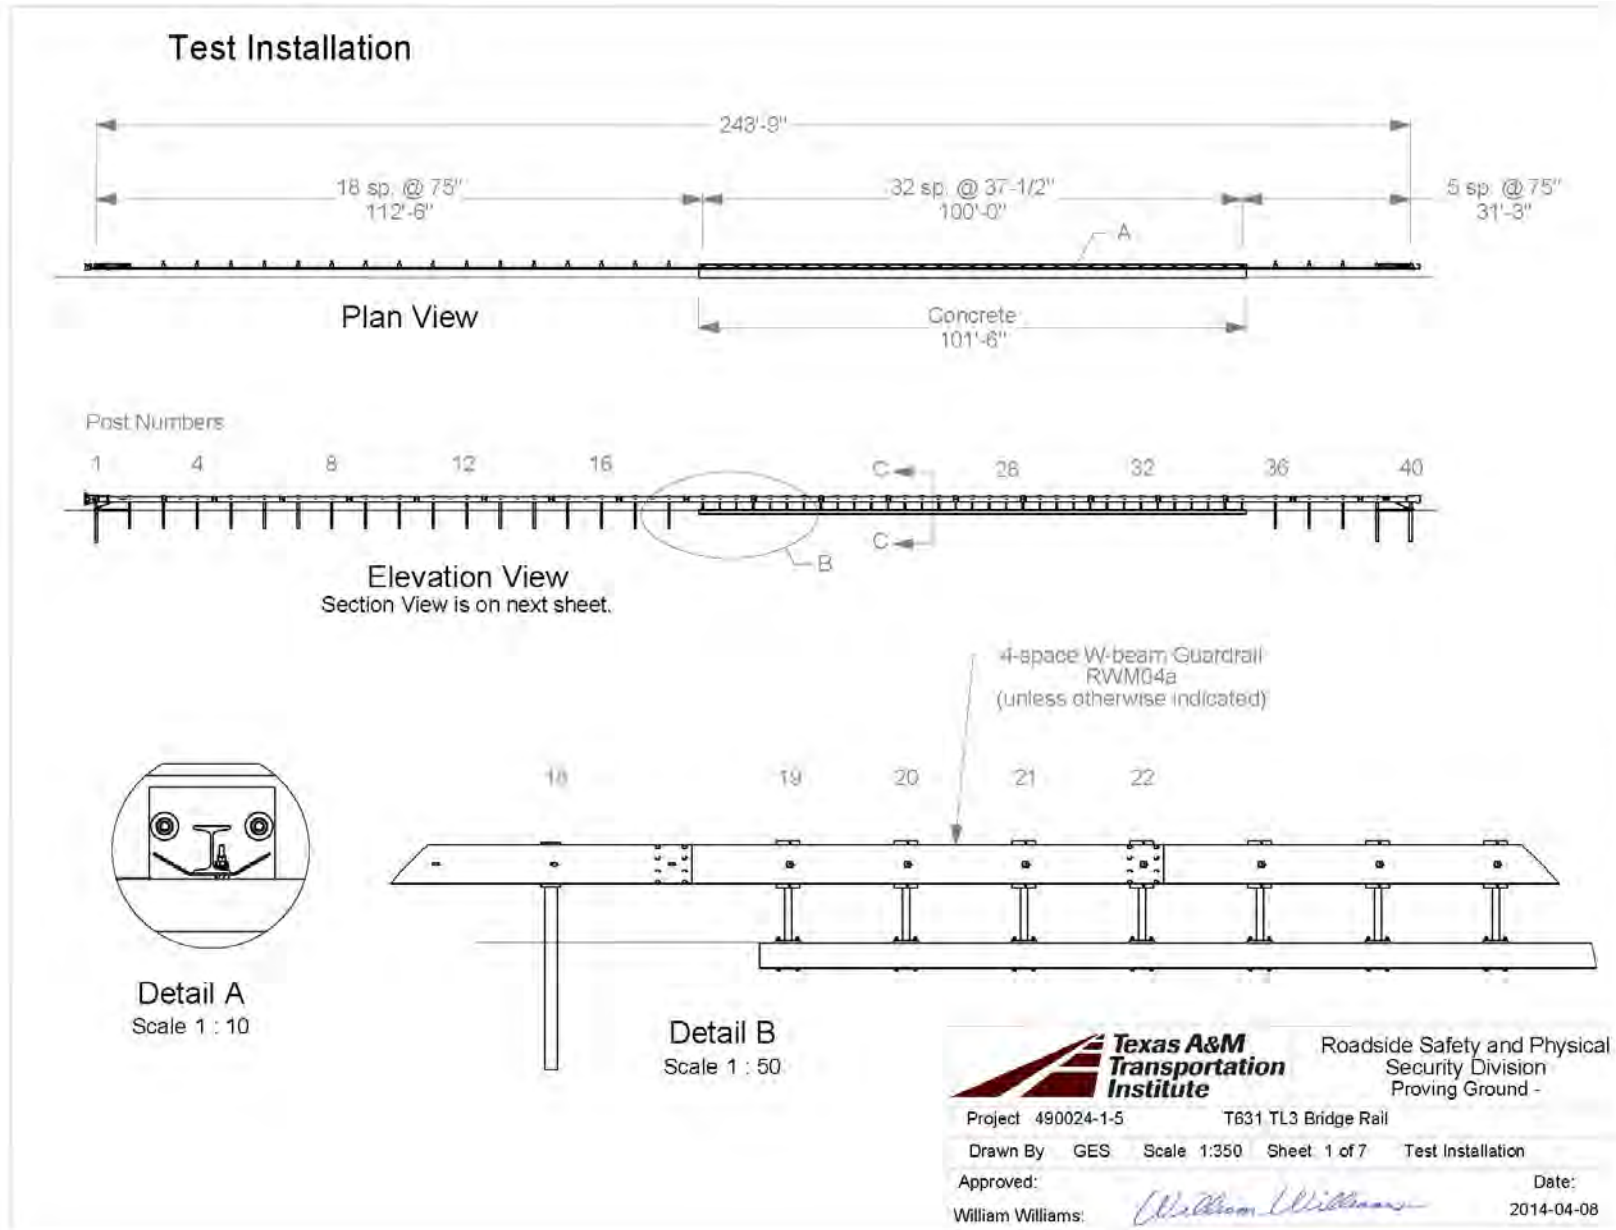 Test Installation
243'-9"
18 sp. @ 75"
112'-6"
32 sp. @ 37-1/2"
100'-0"
5 sp. @ 75"
31'-3"
A
Plan View
Concrete
101'-6"
Post Numbers
1 4 8 12 16 C 28 32 36 40
C
B
Elevation View
Section View is on next sheet.
4-space W-beam Guardrail
RWM04a
(unless otherwise indicated)
18 19 20 21 22
Detail A
Scale 1 : 10
Detail B
Scale 1 : 50
Texas A&M
Transportation
Institute
Roadside Safety and Physical
Security Division
Proving Ground -
Project 490024-1-5 T631 TL3 Bridge Rail
Drawn By GES Scale 1:350 Sheet 1 of 7 Test Installation
Approved: Date:
William Williams: William Williams 2014-04-08